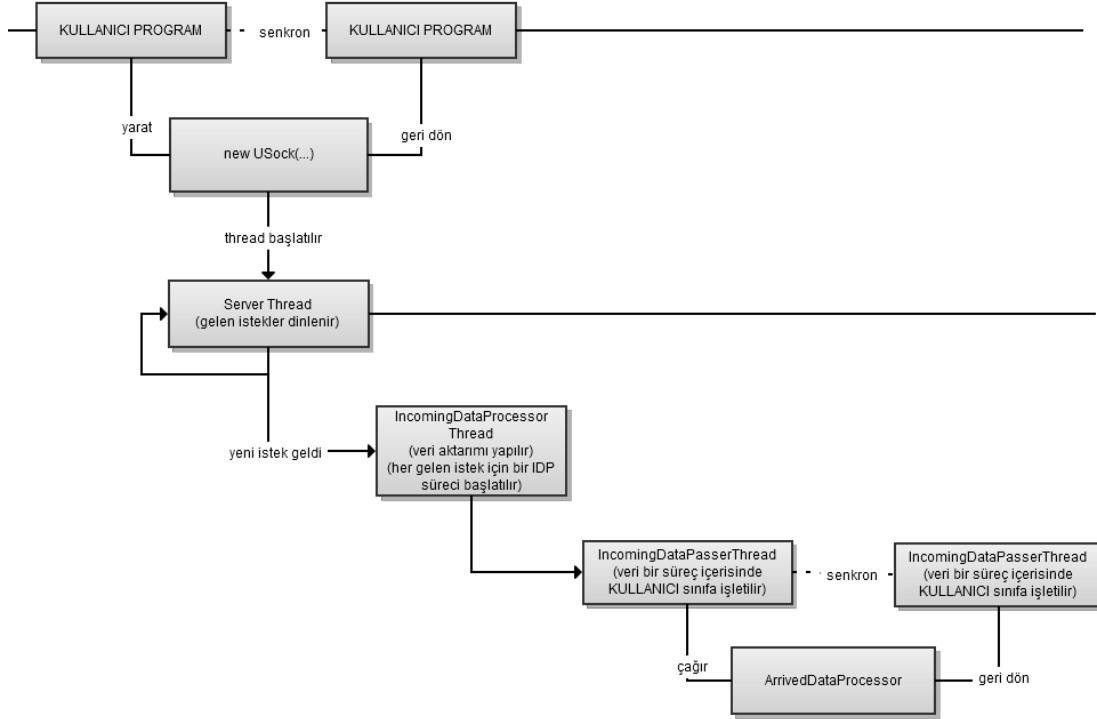 KULLANICI PROGRAM
senkron
KULLANICI PROGRAM
yarat
geri dön
new USock(...)
thread başlatılır
Server Thread
(gelen istekler dinlenir)
yeni istek geldi
IncomingDataProcessor
Thread
(veri aktarımı yapılır)
(her gelen istek için bir IDP
süreci başlatılır)
IncomingDataPasserThread
(veri bir süreç içerisinde
KULLANICI sınıfa işletilir)
senkron
IncomingDataPasserThread
(veri bir süreç içerisinde
KULLANICI sınıfa işletilir)
çağır
ArrivedDataProcessor
geri dön